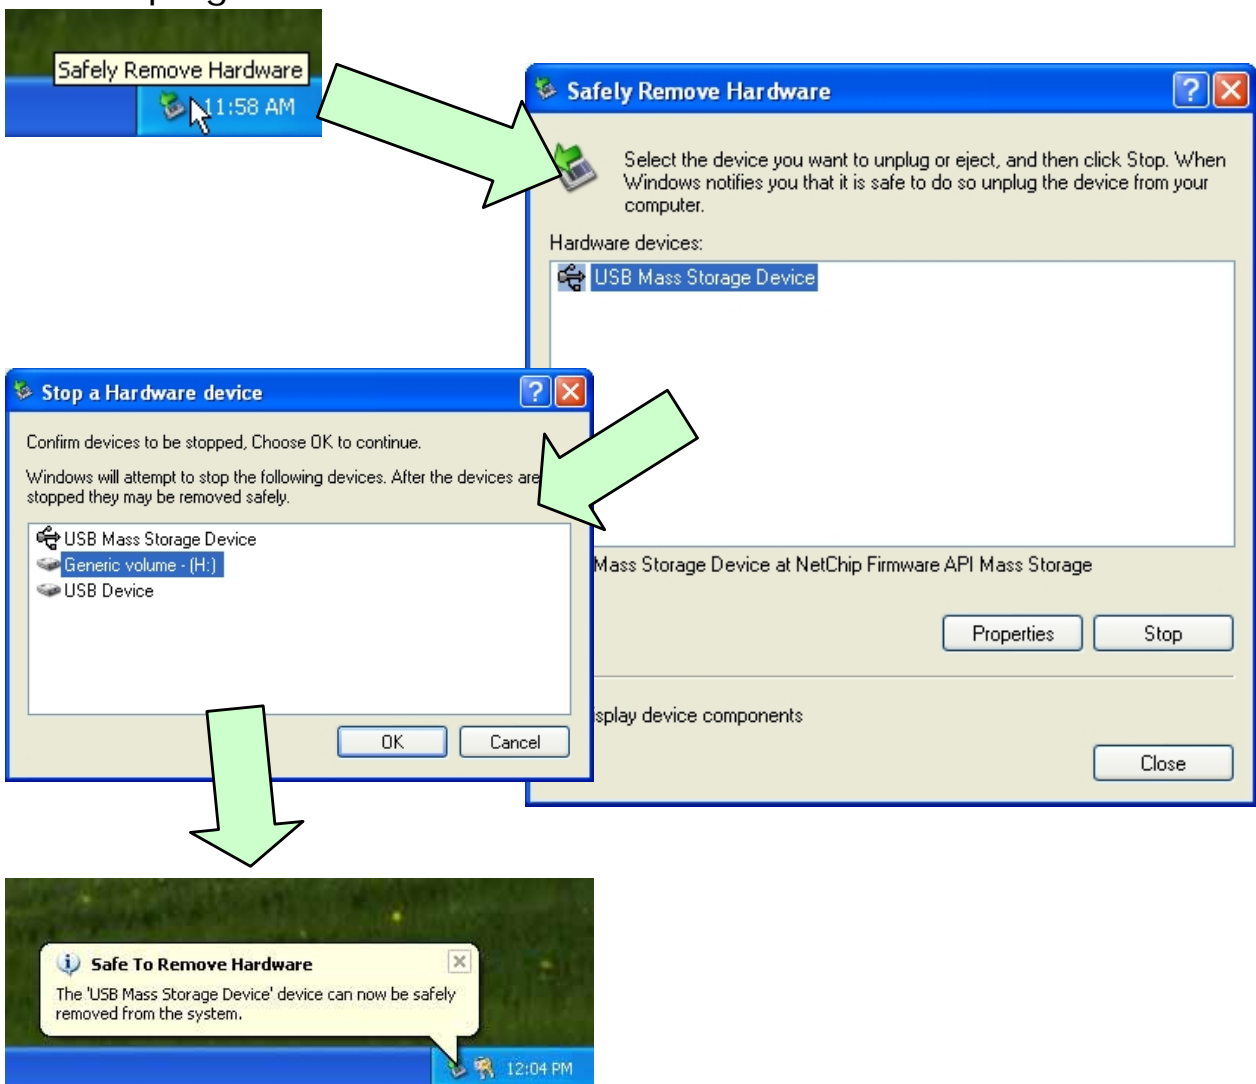 Safely Remove Hardware
11:58 AM
Safely Remove Hardware
Select the device you want to unplug or eject, and then click Stop. When
Windows notifies you that it is safe to do so unplug the device from your
computer.
Hardware devices:
USB Mass Storage Device
Mass Storage Device at NetChip Firmware API Mass Storage
Properties
Stop
isplay device components
Close
Stop a Hardware device
Confirm devices to be stopped, Choose OK to continue.
Windows will attempt to stop the following devices. After the devices are
stopped they may be removed safely.
USB Mass Storage Device
Generic volume - (H:)
USB Device
OK
Cancel
Safe To Remove Hardware
The 'USB Mass Storage Device' device can now be safely
removed from the system.
12:04 PM